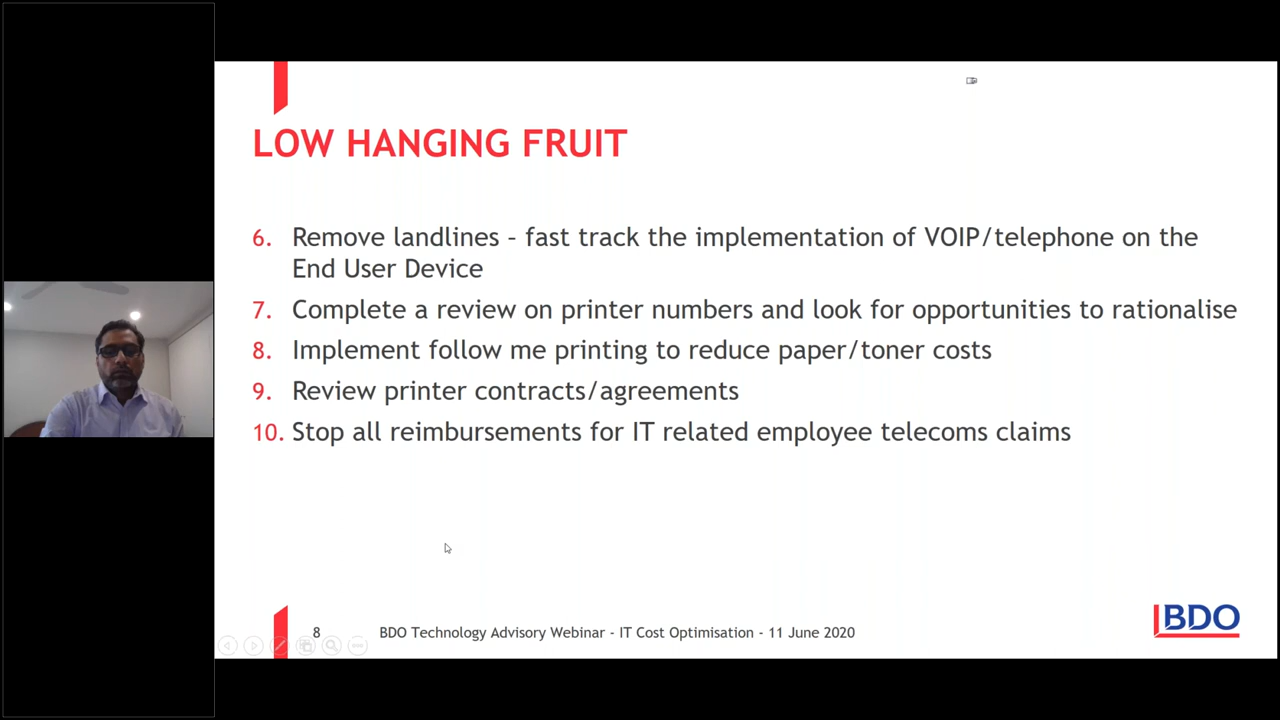 LOW HANGING FRUIT
6. Remove landlines – fast track the implementation of VOIP/telephone on the
End User Device
7. Complete a review on printer numbers and look for opportunities to rationalise
8. Implement follow me printing to reduce paper/toner costs
9. Review printer contracts/agreements
10. Stop all reimbursements for IT related employee telecoms claims
8 BDO Technology Advisory Webinar - IT Cost Optimisation - 11 June 2020
BDO